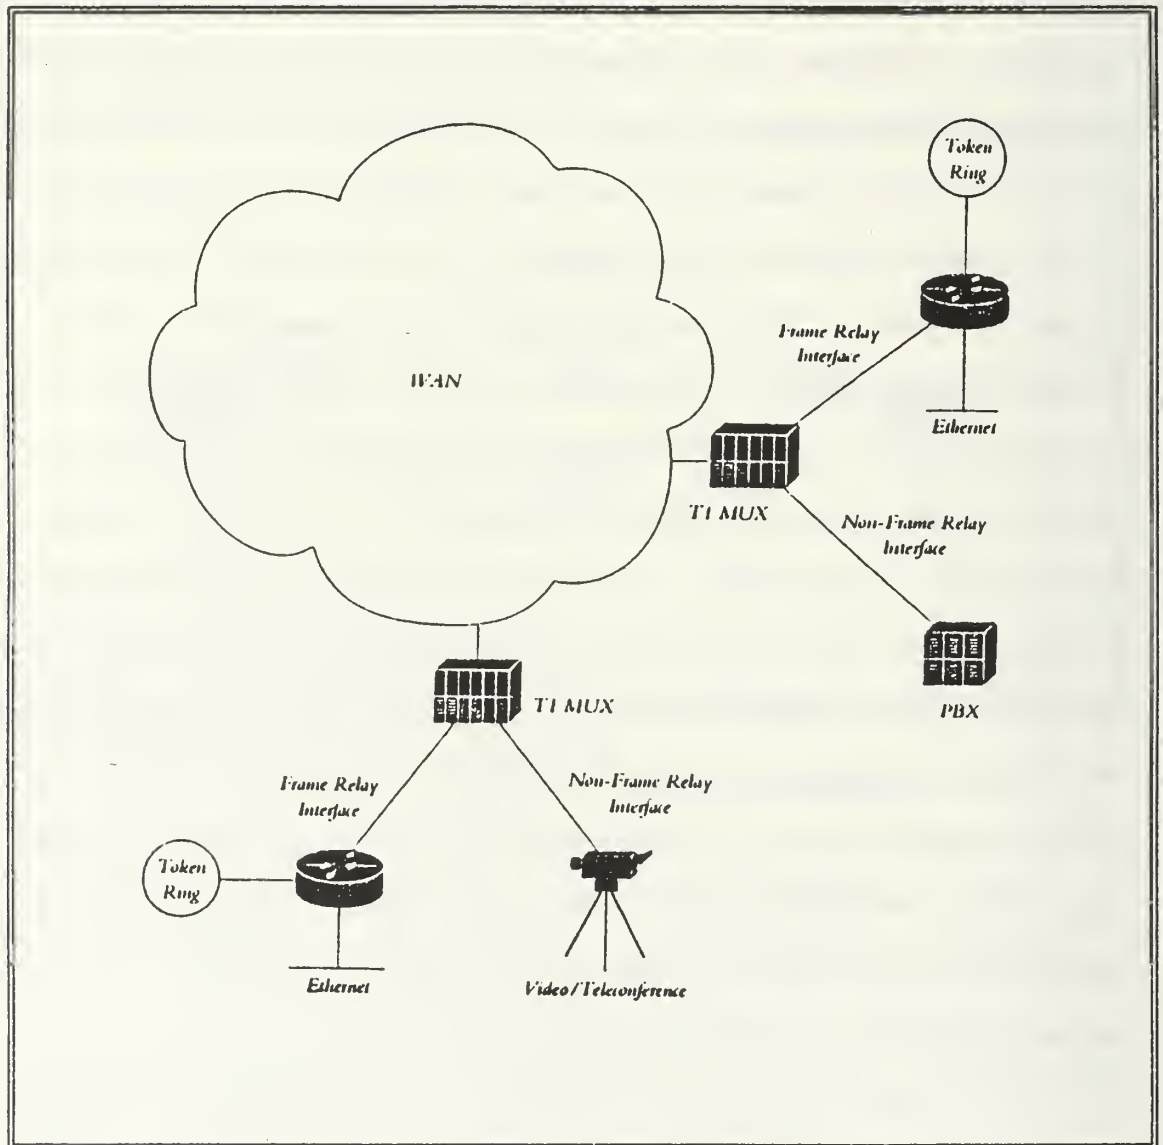 Token
Ring
Frame Relay
Interface
WAN
Ethernet
T1 MUX
Non-Frame Relay
Interface
PBX
T1 MUX
Frame Relay
Interface
Non-Frame Relay
Interface
Token
Ring
Ethernet
Video/Teleconference